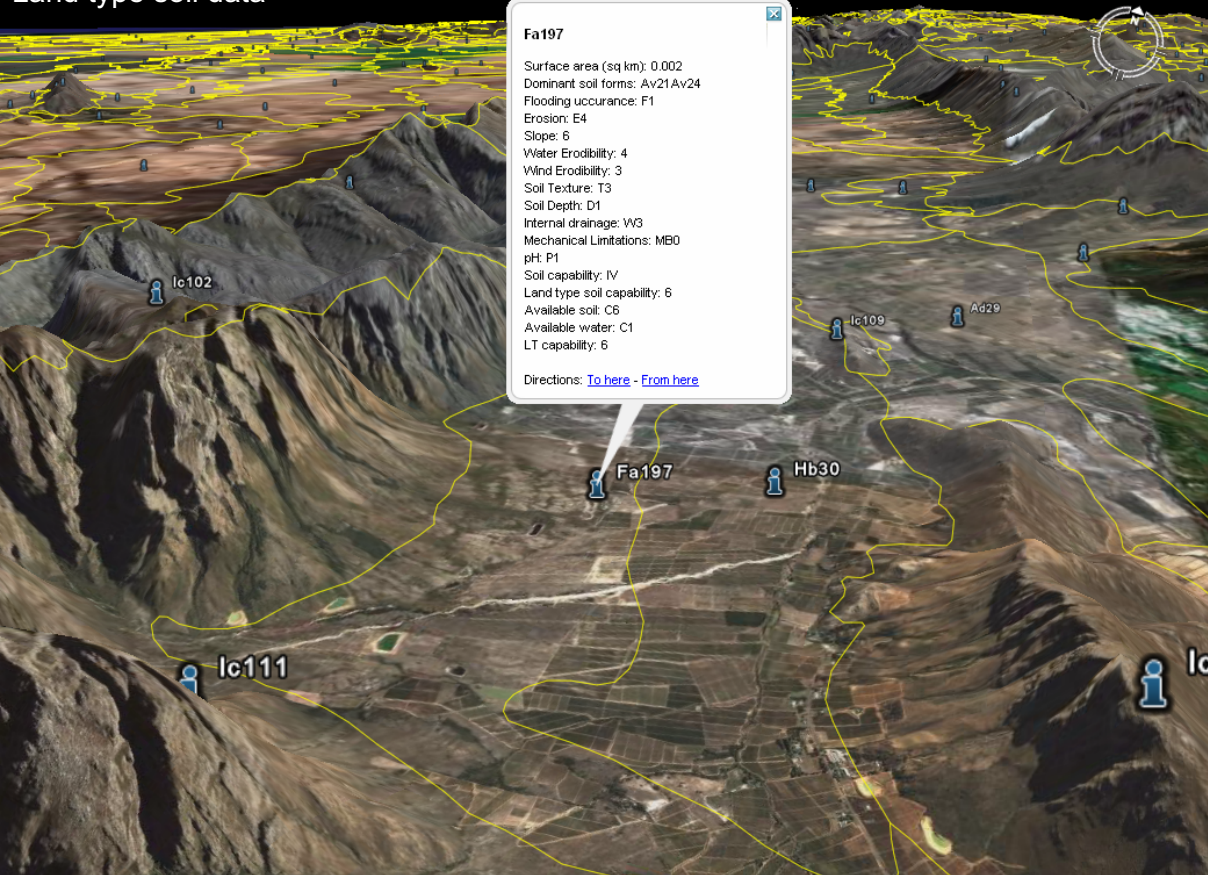 Land type soil data
Fa197
Surface area (sq km): 0.002
Dominant soil forms: Av21Av24
Flooding uccurance: F1
Erosion: E4
Slope: 6
Water Erodibility: 4
Wind Erodibility: 3
Soil Texture: T3
Soil Depth: D1
Internal drainage: W3
Mechanical Limitations: MB0
pH: P1
Soil capability: IV
Land type soil capability: 6
Available soil: C6
Available water: C1
LT capability: 6
Directions: To here - From here
Ic102
Ic109
Ad29
Fa197
Hb30
Ic111
Ic